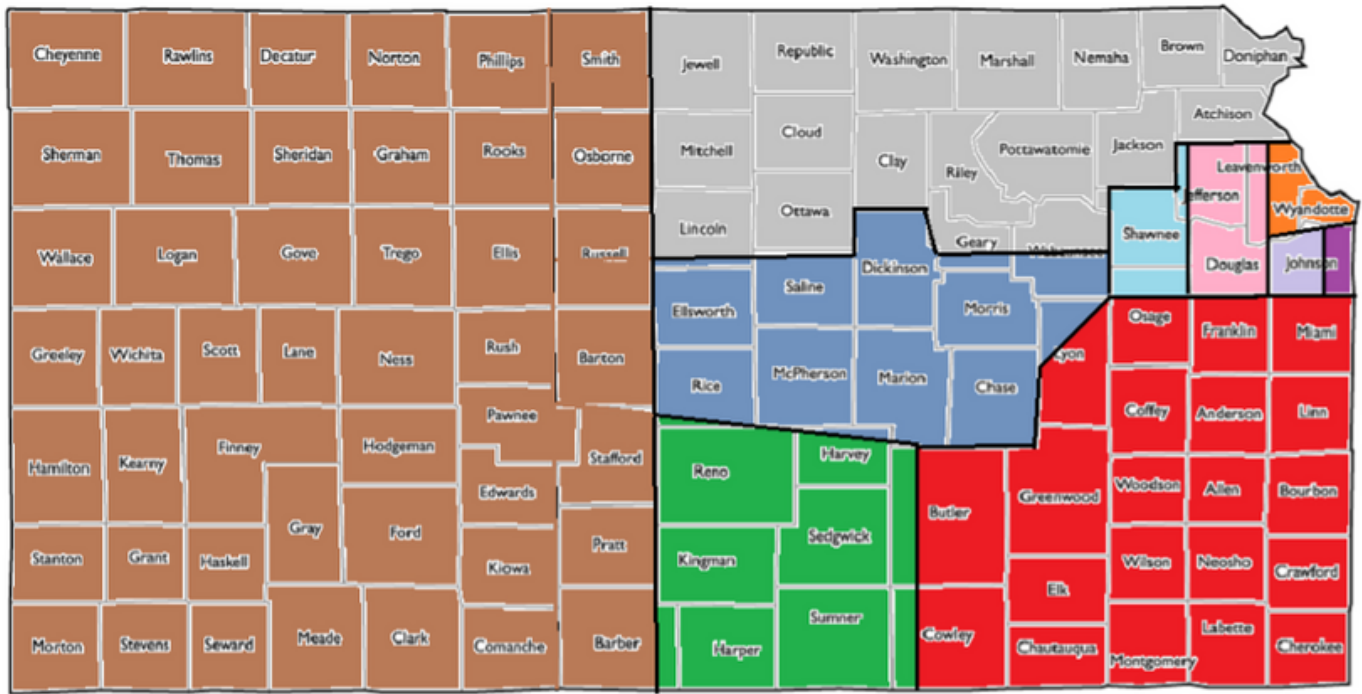 Cheyenne
Rawlins
Decatur
Norton
Phillips
Smith
Jewell
Republic
Washington
Marshall
Nemaha
Brown
Doniphan
Atchison
Sherman
Thomas
Sheridan
Graham
Rooks
Osborne
Mitchell
Cloud
Clay
Riley
Pottawatomie
Jackson
Leavenworth
Jefferson
Wyandotte
Wallace
Logan
Gove
Trego
Ellis
Russell
Lincoln
Ottawa
Geary
Wabaunsee
Shawnee
Douglas
Johnson
Dickinson
Saline
Ellsworth
Morris
Greeley
Wichita
Scott
Lane
Ness
Rush
Barton
Rice
McPherson
Marion
Chase
Lyon
Osage
Franklin
Miami
Pawnee
Hodgeman
Finney
Hamilton
Kearny
Stafford
Edwards
Reno
Harvey
Coffey
Anderson
Linn
Gray
Ford
Kiowa
Pratt
Kingman
Sedgwick
Butler
Greenwood
Woodson
Allen
Bourbon
Stanton
Grant
Haskell
Wilson
Neosho
Crawford
Elk
Morton
Stevens
Seward
Meade
Clark
Comanche
Barber
Harper
Sumner
Cowley
Chautauqua
Montgomery
Labette
Cherokee